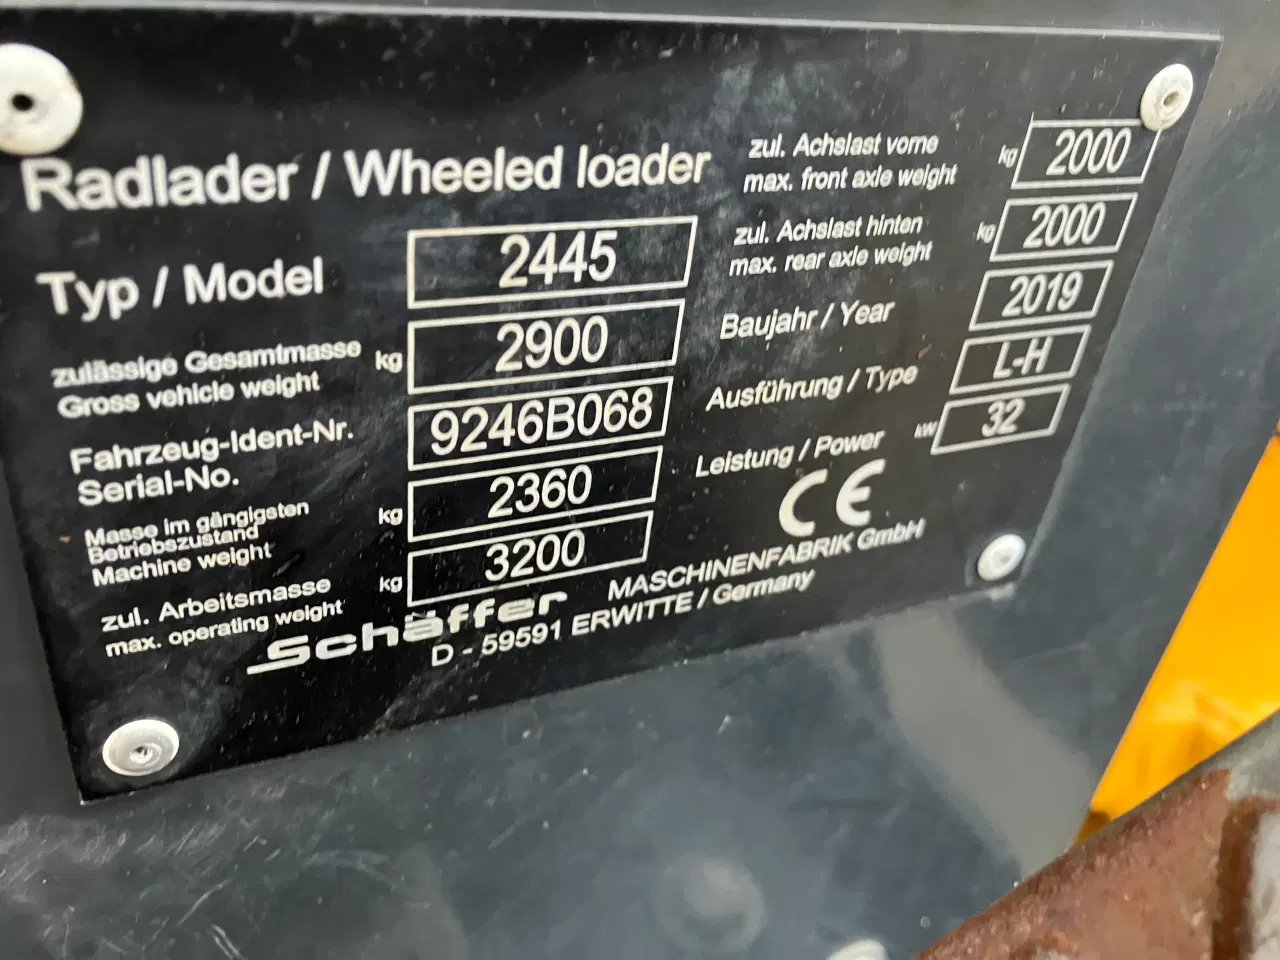 Radlader / Wheeled loader
Typ / Model 2445
zulässige Gesamtmasse kg 2900
Gross vehicle weight
Fahrzeug-Ident-Nr. 9246B068
Serial-No.
Masse im gängigsten kg 2360
Betriebszustand
Machine weight
zul. Arbeitsmasse kg 3200
max. operating weight
zul. Achslast vorne kg 2000
max. front axle weight
zul. Achslast hinten kg 2000
max. rear axle weight
Baujahr / Year 2019
Ausführung / Type L-H
Leistung / Power kW 32
CE
Schäffer MASCHINENFABRIK GmbH
D - 59591 ERWITTE / Germany